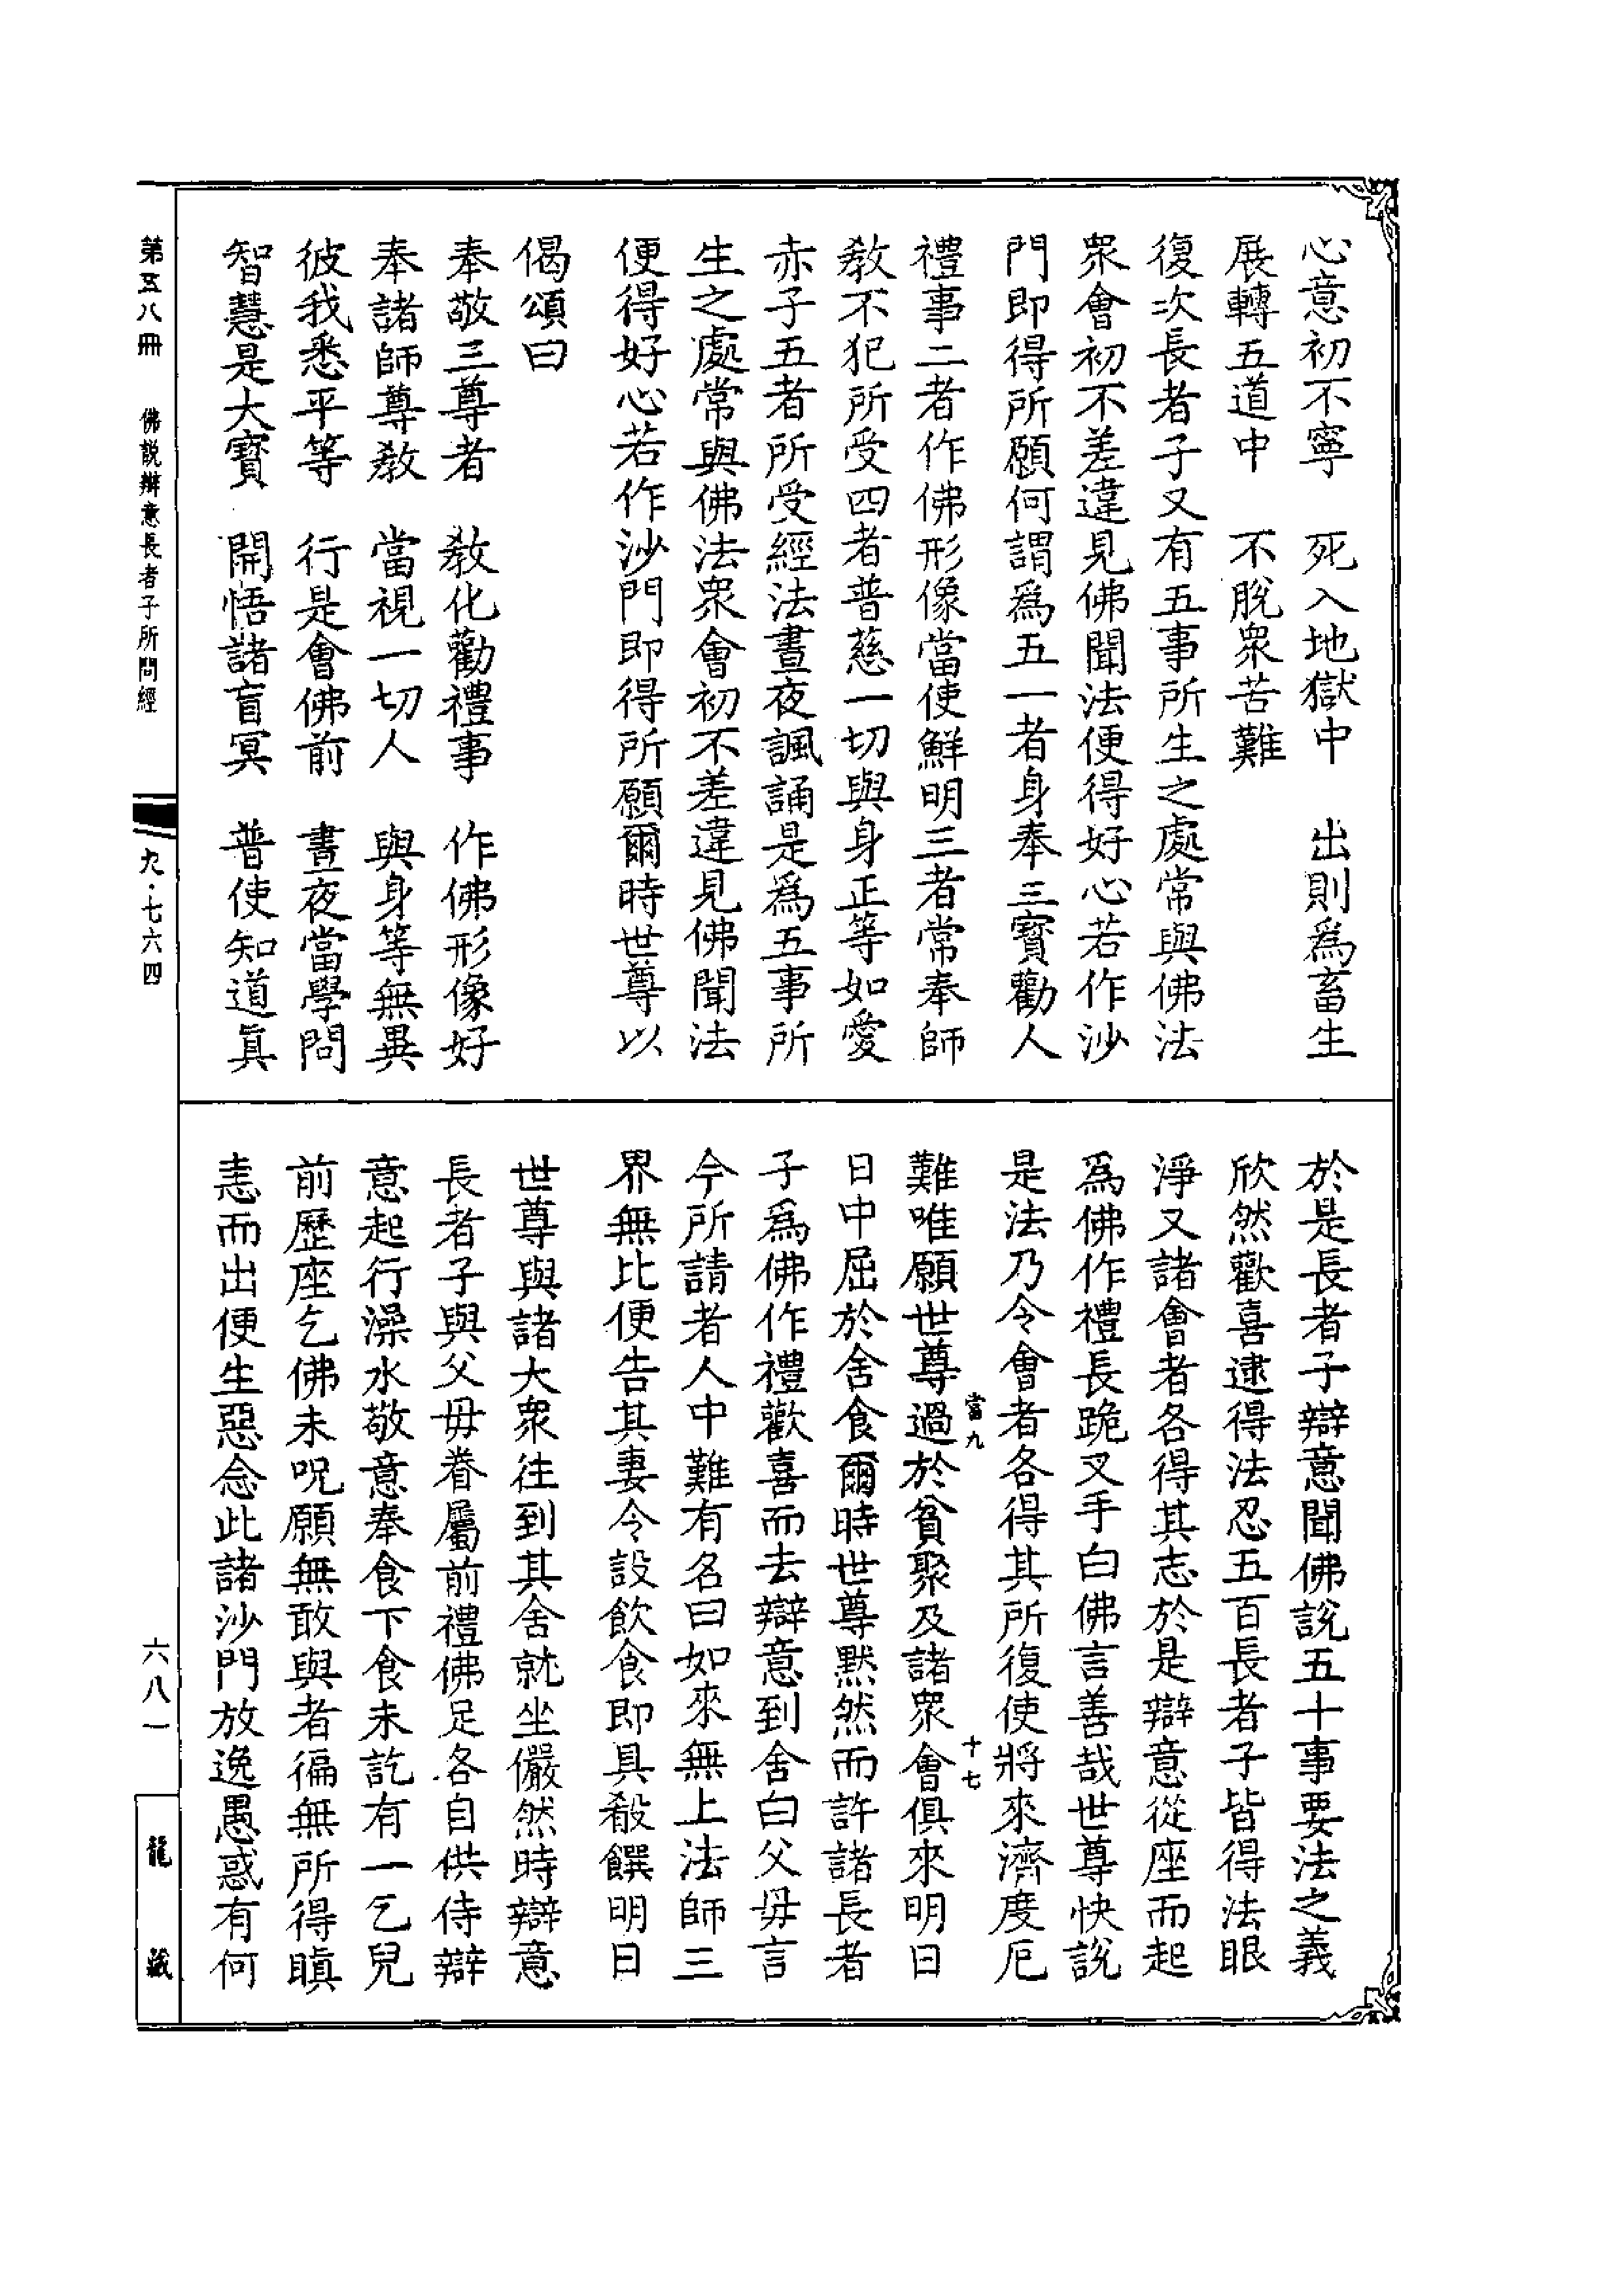 心意初不寧　死入地獄中　出則爲畜生
展轉五道中　不脫衆苦難
復次長者子又有五事所生之處常與佛法
衆會初不差違見佛聞法便得好心若作沙
門即得所願何謂爲五一者身奉三寶勸人
禮事二者作佛形像當使鮮明三者常奉師
教不犯所受四者普慈一切與身正等如愛
赤子五者所受經法晝夜諷誦是爲五事所
生之處常與佛法衆會初不差違見佛聞法
便得好心若作沙門即得所願爾時世尊以
偈頌曰
奉敬三尊者　教化勸禮事　作佛形像好
奉諸師尊教　當視一切人　與身等無異
彼我悉平等　行是會佛前　晝夜當學問
智慧是大寶　開悟諸盲冥　普使知道眞
於是長者子辯意聞佛說五十事要法之義
欣然歡喜逮得法忍五百長者子皆得法眼
淨又諸會者各得其志於是辯意從座而起
爲佛作禮長跪叉手白佛言善哉世尊快說
是法乃令會者各得其所復使將來濟度厄
當九　十七
難唯願世尊過於貧聚及諸衆會俱來明日
日中屈於舍食爾時世尊默然而許諸長者
子爲佛作禮歡喜而去辯意到舍白父毋言
今所請者人中難有名曰如來無上法師三
界無比便告其妻令設飲食即具殽饌明日
世尊與諸大衆往到其舍就坐儼然時辯意
長者子與父毋眷屬前禮佛足各自供侍辯
意起行澡水敬意奉食下食未訖有一乞兒
前歷座乞佛未呪願無敢與者徧無所得瞋
恚而出便生惡念此諸沙門放逸愚惑有何
第五八冊　佛說辯意長者子所問經
九·七六四
六八一
龍藏